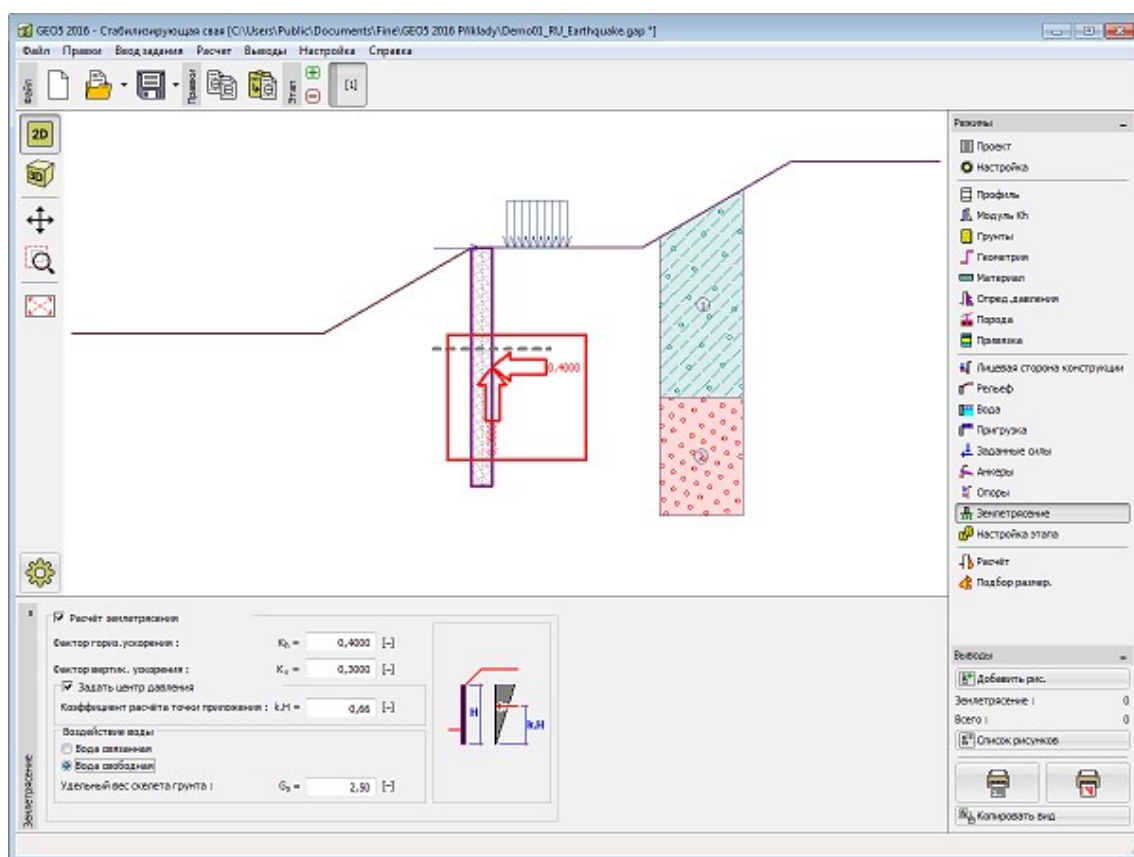 GEO5 2016 - Стабилизирующая свая [C:\Users\Public\Documents\Fine\GEO5 2016 Piiklady\Demo01_RU_Earthquake.gap *]
Файл Правки Ввод задания Расчет Выводы Настройка Справка
Файл
Правки
Этап
[1]
2D
3D
0,4000
1
2
Режимы
Проект
Настройка
Профиль
Модуль Kh
Грунты
Геометрия
Материал
Опред.давления
Порода
Привязка
Лицевая сторона конструкции
Рельеф
Вода
Пригрузка
Заданные силы
Анкеры
Опоры
Землетрясение
Настройка этапа
Расчёт
Подбор размер.
Расчёт землетрясения
Фактор гориз.ускорения : Kh = 0,4000 [–]
Фактор вертик. ускорения : Kv = 0,3000 [–]
Задать центр давления
Коэффициент расчёта точки приложения : k.H = 0,66 [–]
Воздействие воды
Вода связанная
Вода свободная
Удельный вес скелета грунта : Gs = 2,50 [–]
H
k.H
Землетрясение
Выводы
Добавить рис.
Землетрясение : 0
Всего : 0
Список рисунков
Копировать вид